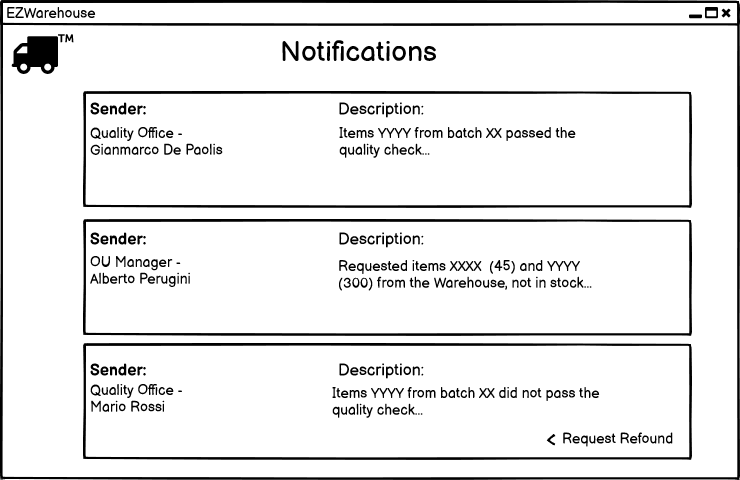 EZWarehouse
TM
Notifications
Sender:
Description:
Quality Office -
Gianmarco De Paolis
Items YYYY from batch XX passed the
quality check...
Sender:
Description:
OU Manager -
Alberto Perugini
Requested items XXXX (45) and YYYY
(300) from the Warehouse, not in stock...
Sender:
Description:
Quality Office -
Mario Rossi
Items YYYY from batch XX did not pass the
quality check...
Request Refound